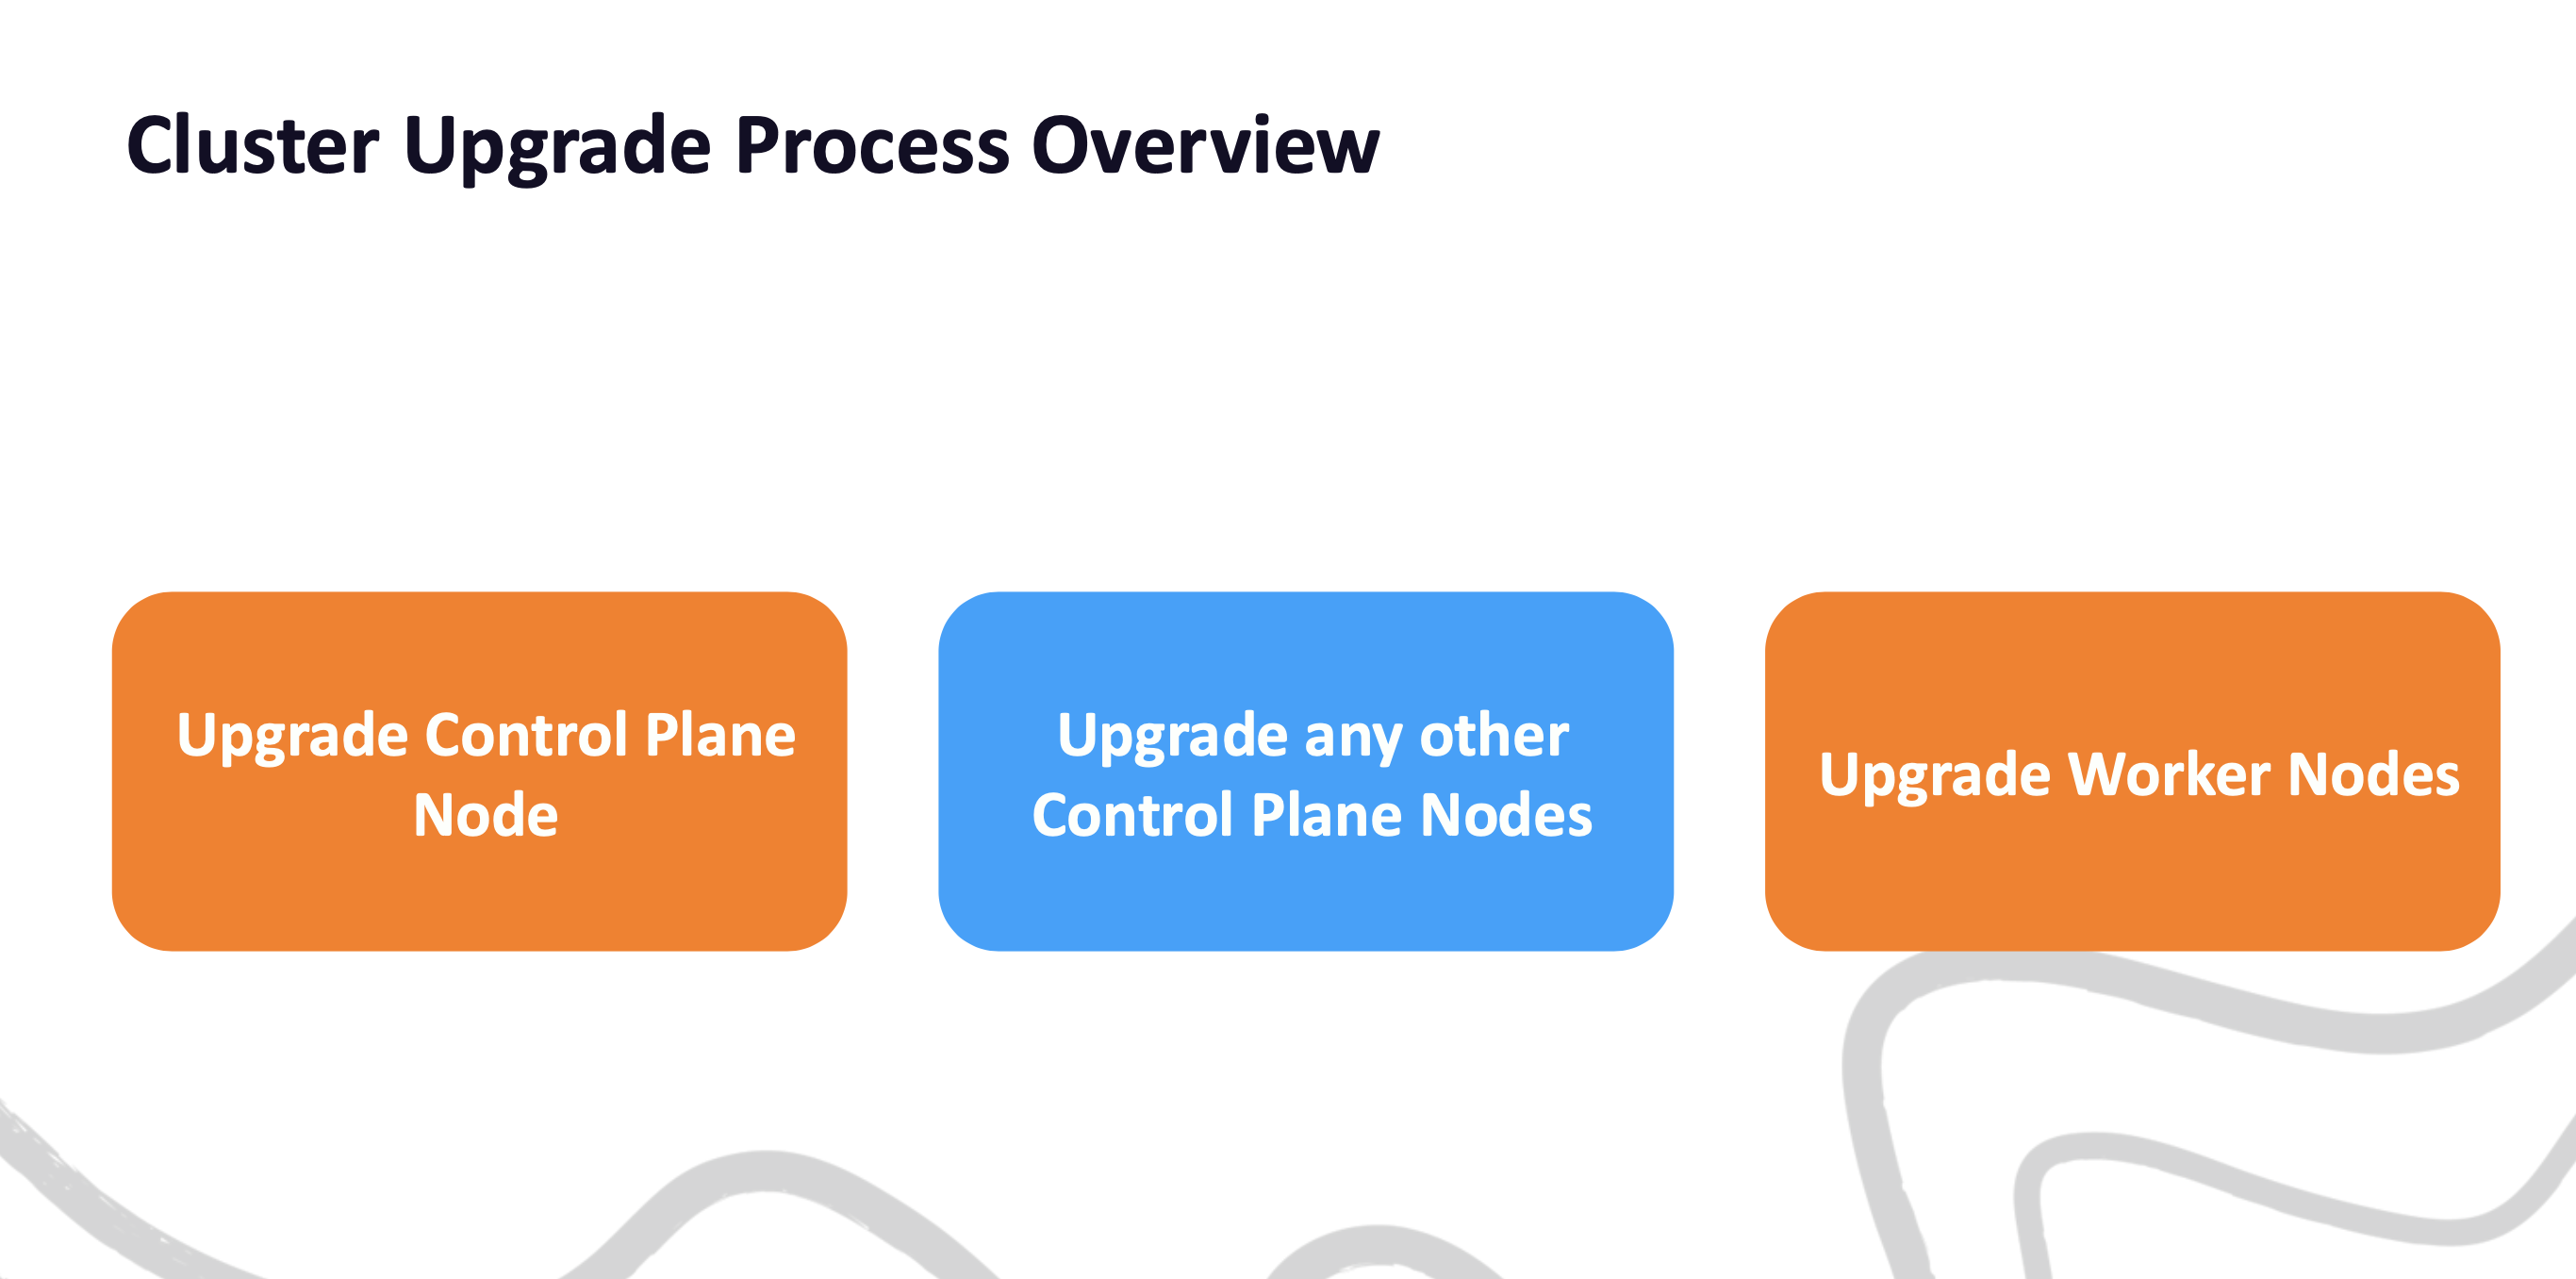 Cluster Upgrade Process Overview
Upgrade Control Plane
Node
Upgrade any other
Control Plane Nodes
Upgrade Worker Nodes